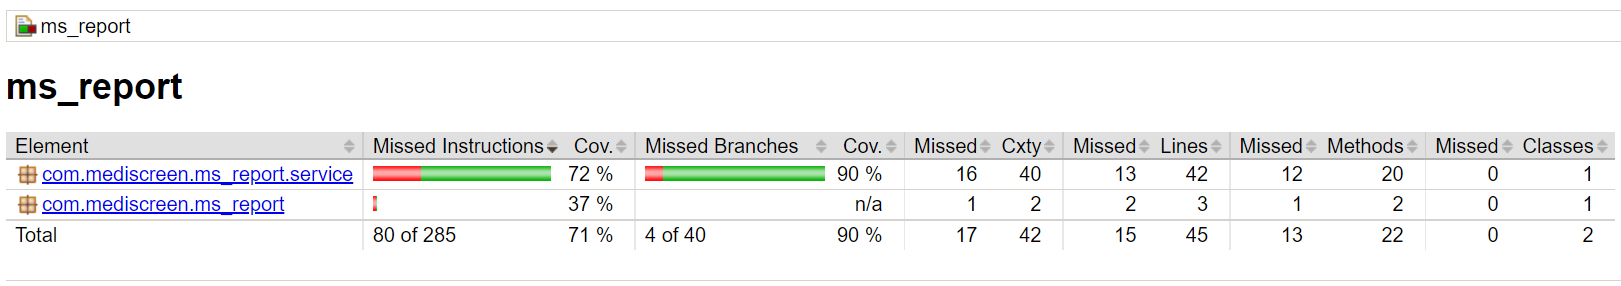 ms_report
ms_report
Element Missed Instructions Cov. Missed Branches Cov. Missed Cxty Missed Lines Missed Methods Missed Classes
com.mediscreen.ms_report.service 72 % 90 % 16 40 13 42 12 20 0 1
com.mediscreen.ms_report 37 % n/a 1 2 2 3 1 2 0 1
Total 80 of 285 71 % 4 of 40 90 % 17 42 15 45 13 22 0 2